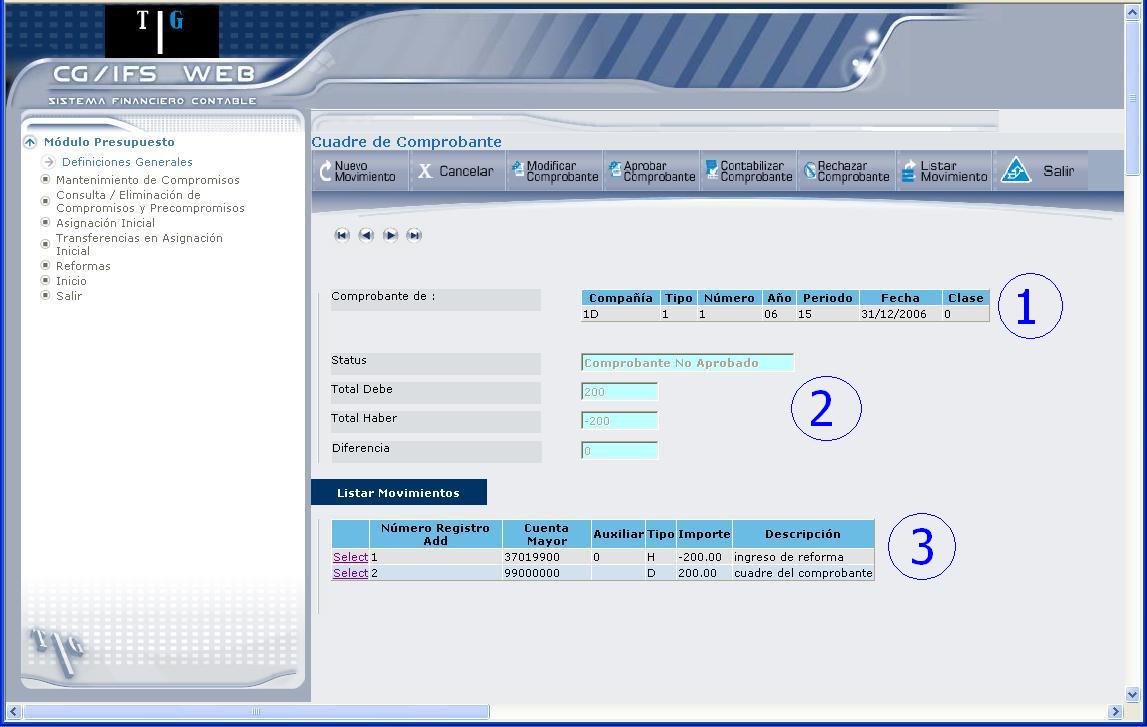 T|G
CG/IFS WEB
SISTEMA FINANCIERO CONTABLE
Módulo Presupuesto
Definiciones Generales
Mantenimiento de Compromisos
Consulta / Eliminación de
Compromisos y Precompromisos
Asignación Inicial
Transferencias en Asignación
Inicial
Reformas
Inicio
Salir
TG
Cuadre de Comprobante
Nuevo
Movimiento
X Cancelar
Modificar
Comprobante
Aprobar
Comprobante
Contabilizar
Comprobante
Rechazar
Comprobante
Listar
Movimiento
Salir
Comprobante de :
Compañía Tipo Número Año Periodo Fecha Clase
1D 1 1 06 15 31/12/2006 0
1
Status Comprobante No Aprobado
Total Debe 200
Total Haber -200
Diferencia 0
2
Listar Movimientos
Número Registro
Add
Cuenta
Mayor
Auxiliar Tipo Importe Descripción
Select 1 37019900 0 H -200.00 ingreso de reforma
Select 2 99000000 D 200.00 cuadre del comprobante
3